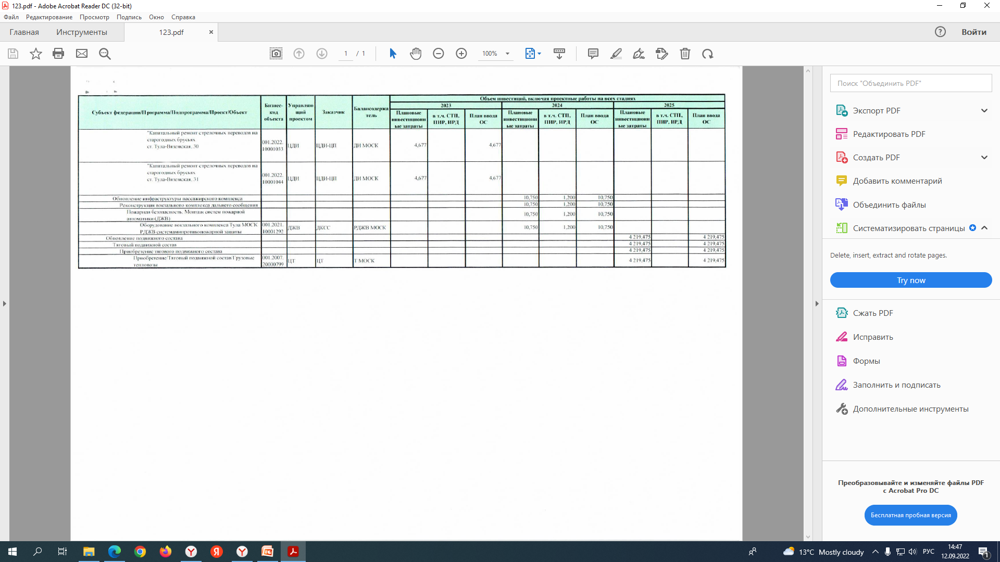 123.pdf - Adobe Acrobat Reader DC (32-bit)
Файл Редактирование Просмотр Подпись Окно Справка
Главная Инструменты 123.pdf Войти
1 / 1 100%
Субъект федерации/Программа/Подпрограмма/Проект/Объект
Бизнес-
код
объекта
Управляю
щий
проектом
Заказчик
Балансодержа
тель
Объем инвестиций, включая проектные работы на всех стадиях
2023 2024 2025
Плановые
инвестиционн
ые затраты
в т.ч. СТП,
ПИР, ИРД
План ввода
ОС
Плановые
инвестиционн
ые затраты
в т.ч. СТП,
ПИР, ИРД
План ввода
ОС
Плановые
инвестиционн
ые затраты
в т.ч. СТП,
ПИР, ИРД
План ввода
ОС
"Капитальный ремонт стрелочных переводов на
старогодных брусьях
ст. Тула-Вяземская, 30
001.2022.
10001033
ЦДИ ЦДИ-ЦП ДИ МОСК 4,677 4,677
"Капитальный ремонт стрелочных переводов на
старогодных брусьях
ст. Тула-Вяземская, 31
001.2022.
10001044
ЦДИ ЦДИ-ЦП ДИ МОСК 4,677 4,677
Обновление инфраструктуры пассажирского комплекса 10,750 1,200 10,750
Реконструкция вокзального комплекса дальнего сообщения 10,750 1,200 10,750
Пожарная безопасность. Монтаж систем пожарной
автоматики (ДЖВ)
10,750 1,200 10,750
Оборудование вокзального комплекса Тула МОСК
РДЖВ системамипротивопожарной защиты
001.2021.
10001292
ДЖВ ДКСС РДЖВ МОСК 10,750 1,200 10,750
Обновление подвижного состава 4 219,475 4 219,475
Тяговый подвижной состав 4 219,475 4 219,475
Приобретение тягового подвижного состава 4 219,475 4 219,475
Приобретение/Тяговый подвижной состав/Грузовые
тепловозы
001.2007.
20000799
ЦТ ЦТ Т МОСК 4 219,475 4 219,475
Поиск "Объединить PDF"
Экспорт PDF
Редактировать PDF
Создать PDF
Добавить комментарий
Объединить файлы
Систематизировать страницы
Delete, insert, extract and rotate pages.
Try now
Сжать PDF
Исправить
Формы
Заполнить и подписать
Дополнительные инструменты
Преобразовывайте и изменяйте файлы PDF
с Acrobat Pro DC
Бесплатная пробная версия
13°C Mostly cloudy РУС
14:47
12.09.2022
1